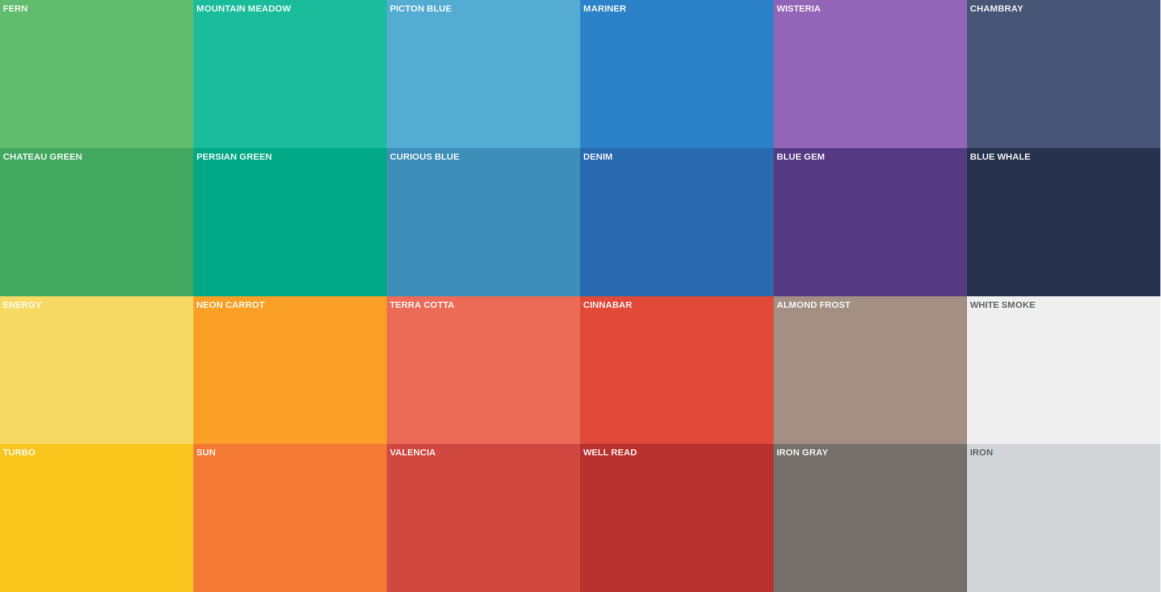 FERN
MOUNTAIN MEADOW
PICTON BLUE
MARINER
WISTERIA
CHAMBRAY
CHATEAU GREEN
PERSIAN GREEN
CURIOUS BLUE
DENIM
BLUE GEM
BLUE WHALE
ENERGY
NEON CARROT
TERRA COTTA
CINNABAR
ALMOND FROST
WHITE SMOKE
TURBO
SUN
VALENCIA
WELL READ
IRON GRAY
IRON